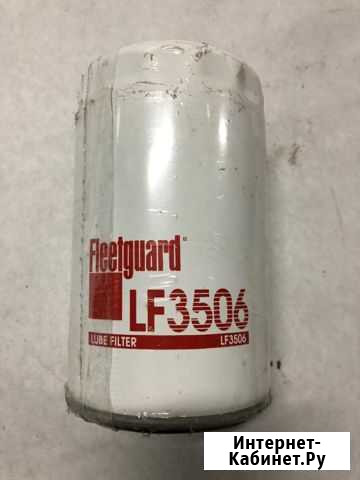 Fleetguard®
LF3506
LUBE FILTER LF3506
Интернет-
Кабинет.Ру